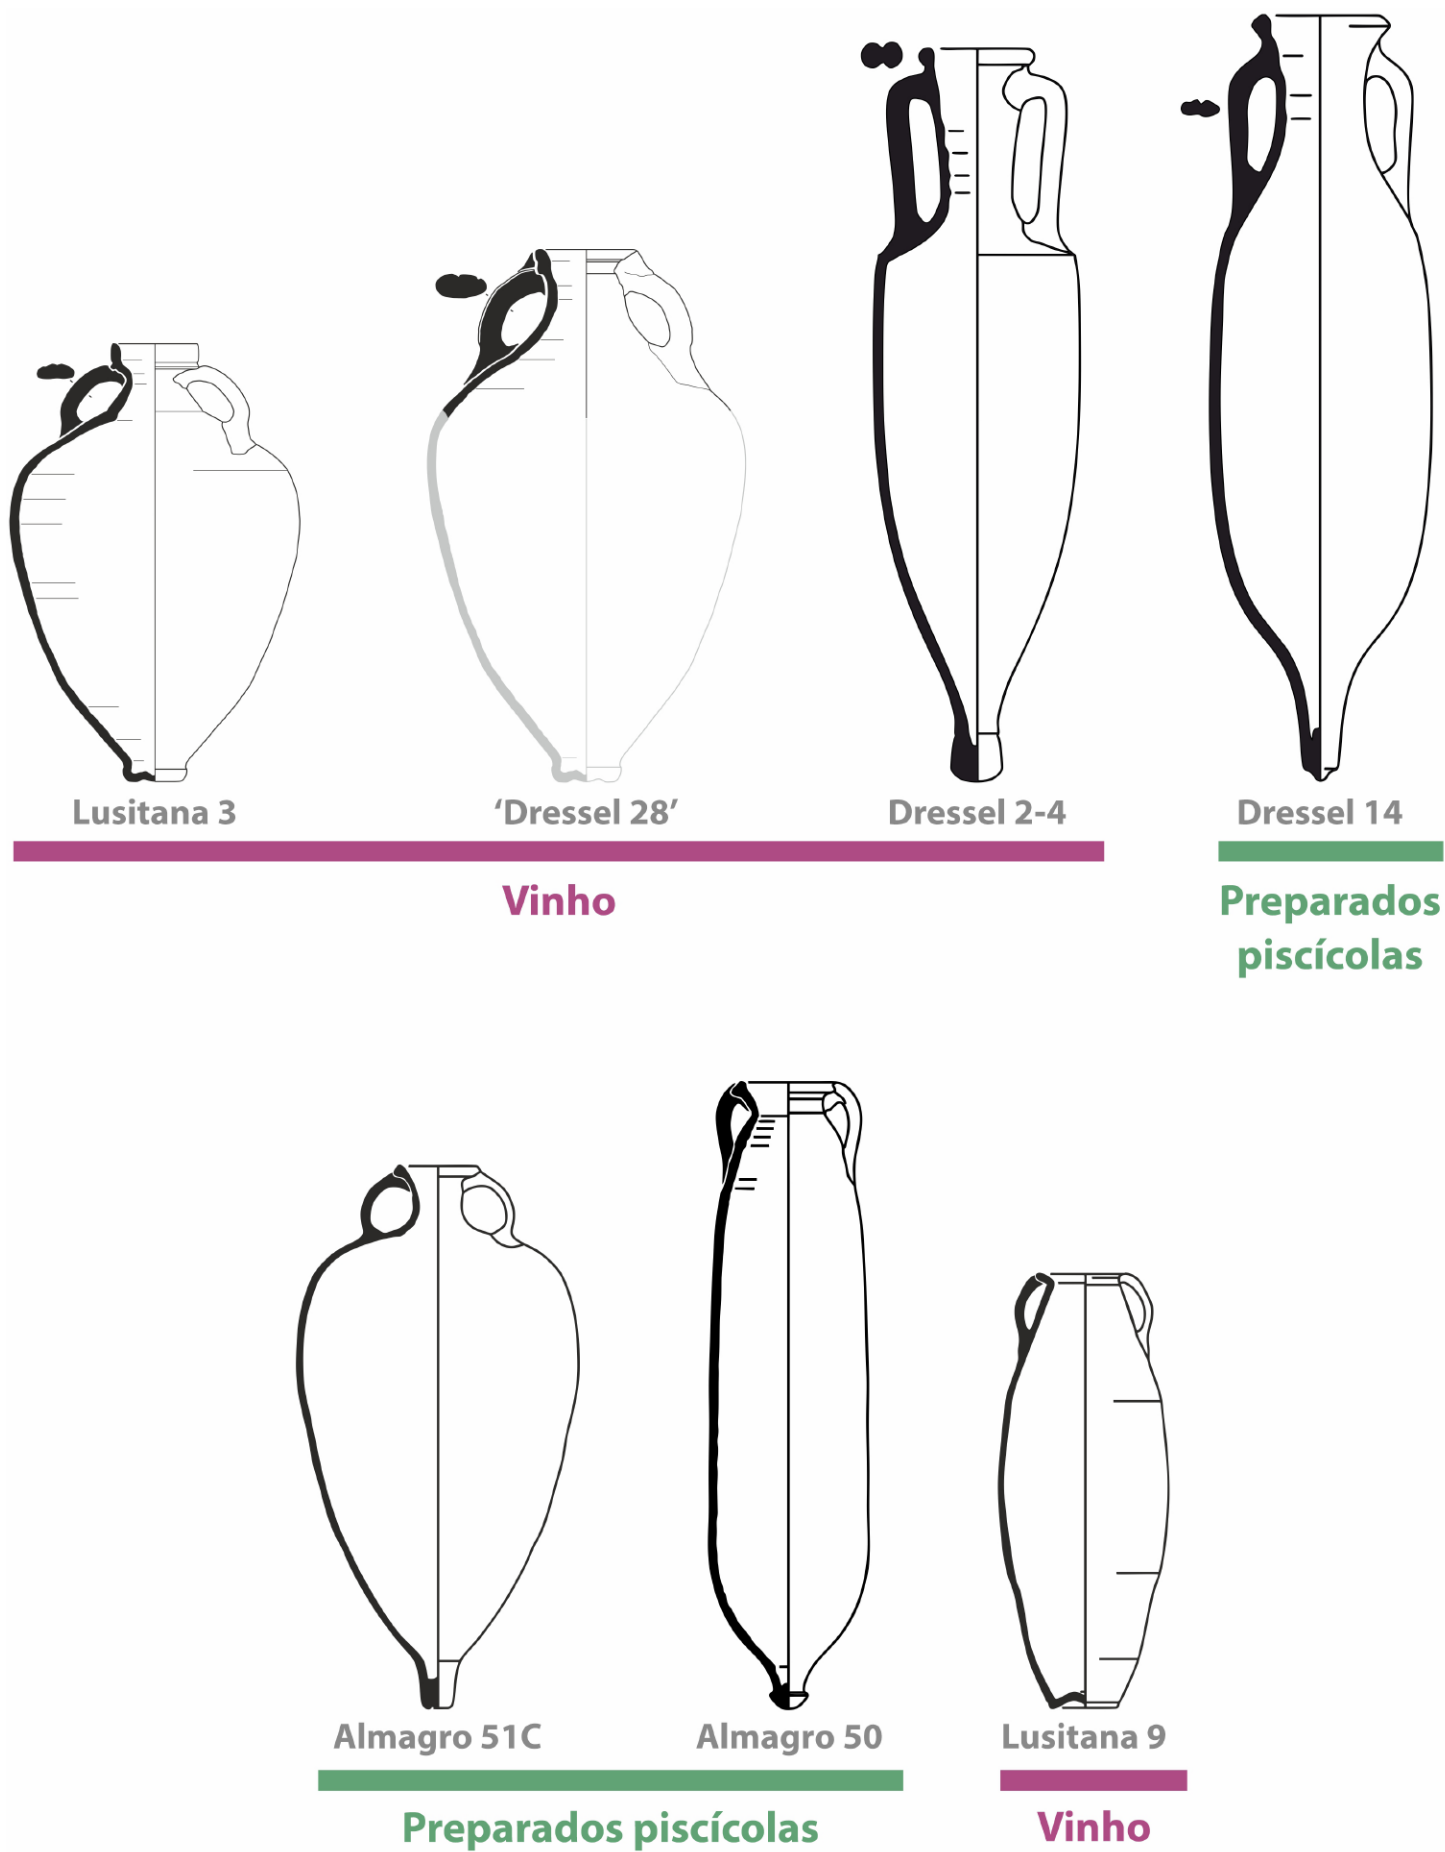 Lusitana 3
‘Dressel 28’
Dressel 2-4
Dressel 14
Vinho
Preparados
piscícolas
Almagro 51C
Almagro 50
Lusitana 9
Preparados piscícolas
Vinho